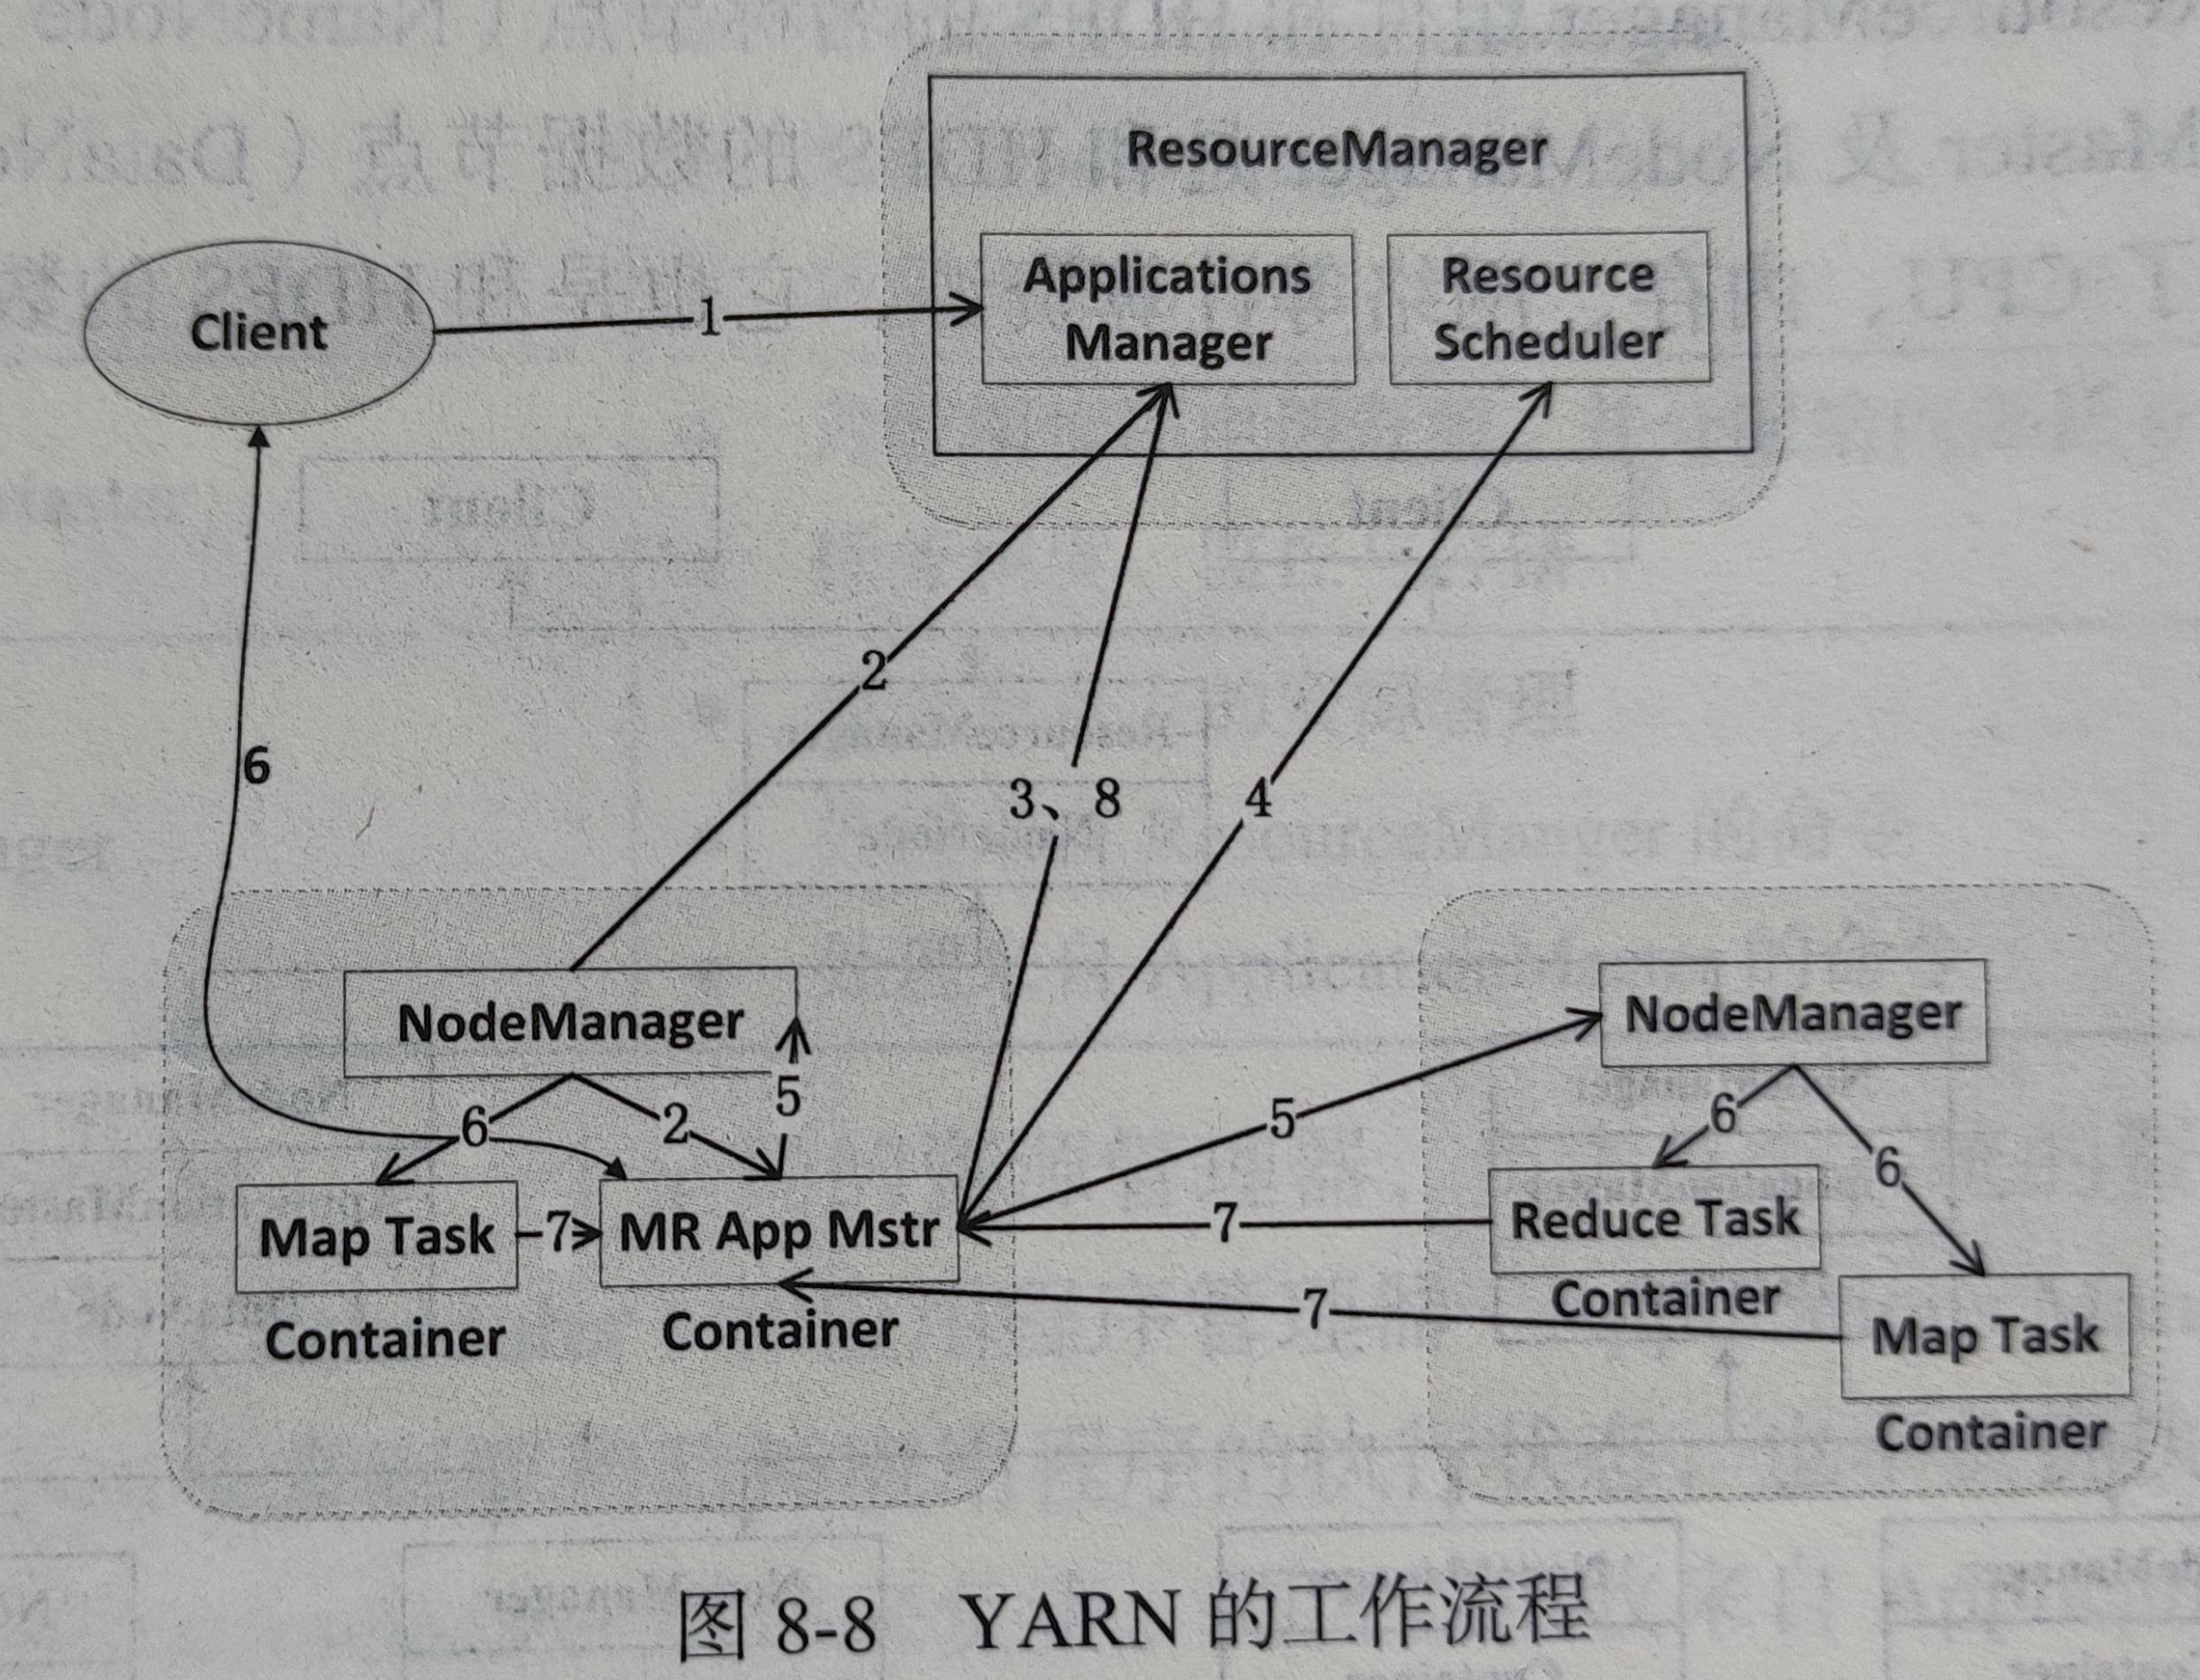 ResourceManager
Applications
Manager
Resource
Scheduler
Client
1
2
6
3、8
4
NodeManager
NodeManager
5
6
2
5
6
6
Map Task
7
MR App Mstr
7
Reduce Task
Container
Container
Container
7
Map Task
Container
图 8-8 YARN 的工作流程